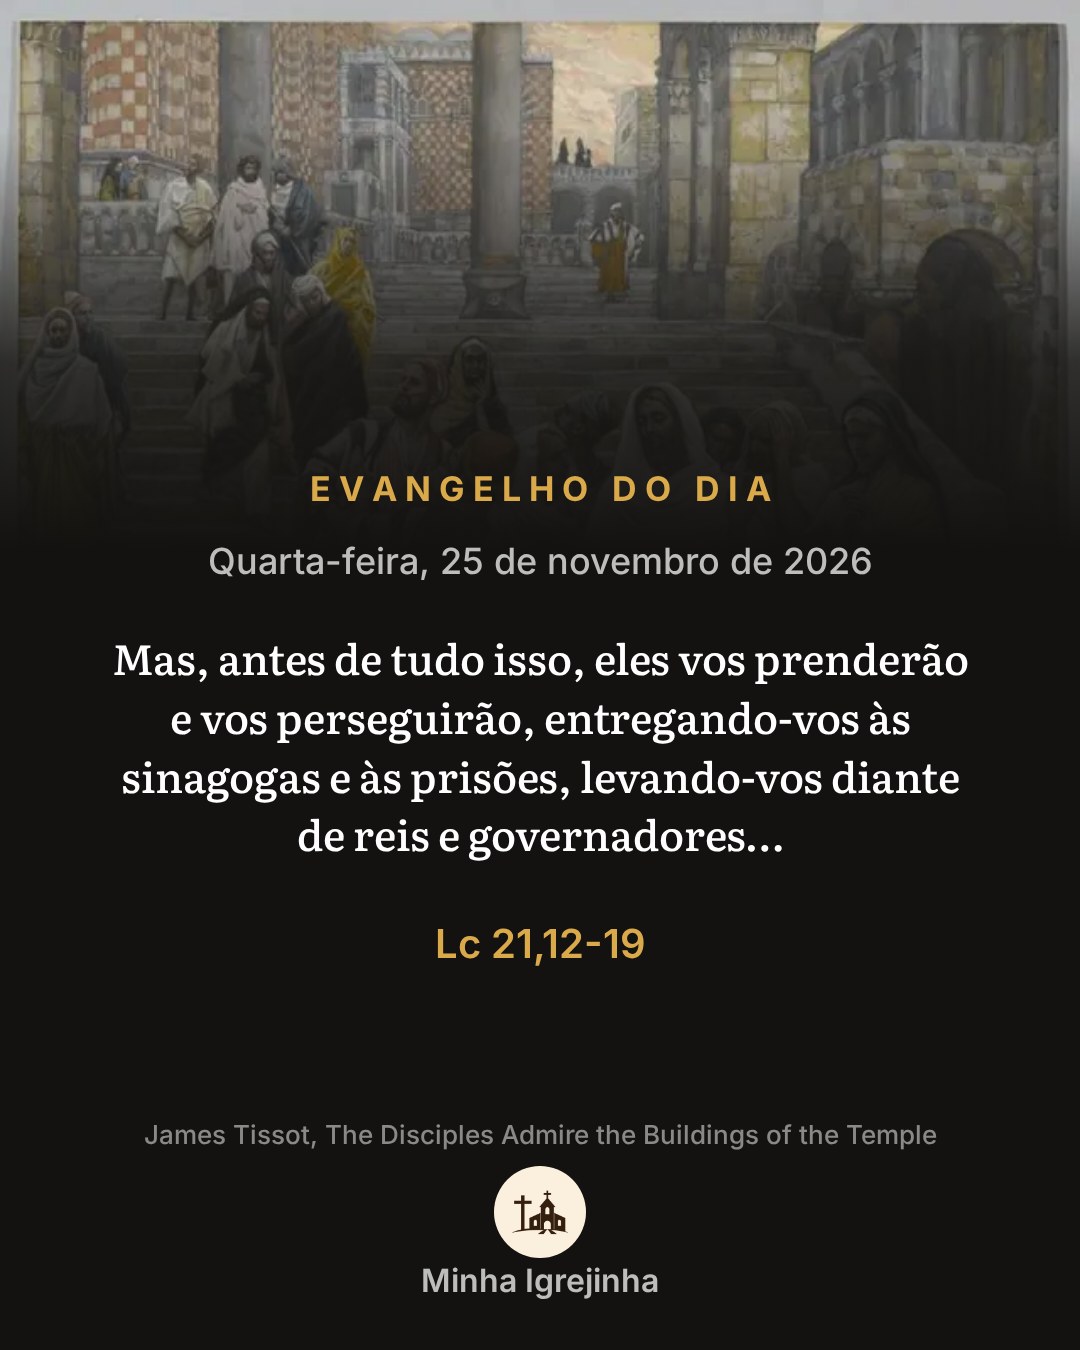 EVANGELHO DO DIA
Quarta-feira, 25 de novembro de 2026
Mas, antes de tudo isso, eles vos prenderão
e vos perseguirão, entregando-vos às
sinagogas e às prisões, levando-vos diante
de reis e governadores...
Lc 21,12-19
James Tissot, The Disciples Admire the Buildings of the Temple
Minha Igrejinha